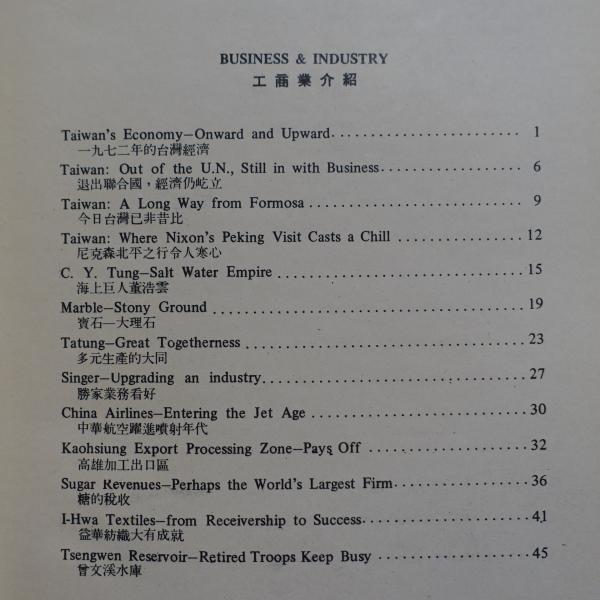 BUSINESS & INDUSTRY
工商業介紹
Taiwan's Economy—Onward and Upward 1
一九七二年的台灣經濟
Taiwan: Out of the U.N., Still in with Business 6
退出聯合國，經濟仍屹立
Taiwan: A Long Way from Formosa 9
今日台灣已非昔比
Taiwan: Where Nixon's Peking Visit Casts a Chill 12
尼克森北平之行令人寒心
C. Y. Tung—Salt Water Empire 15
海上巨人董浩雲
Marble—Stony Ground 19
寶石—大理石
Tatung—Great Togetherness 23
多元生產的大同
Singer—Upgrading an industry 27
勝家業務看好
China Airlines—Entering the Jet Age 30
中華航空躍進噴射年代
Kaohsiung Export Processing Zone—Pays Off 32
高雄加工出口區
Sugar Revenues—Perhaps the World's Largest Firm 36
糖的稅收
I-Hwa Textiles—from Receivership to Success 41
益華紡織大有成就
Tsengwen Reservoir—Retired Troops Keep Busy 45
曾文溪水庫